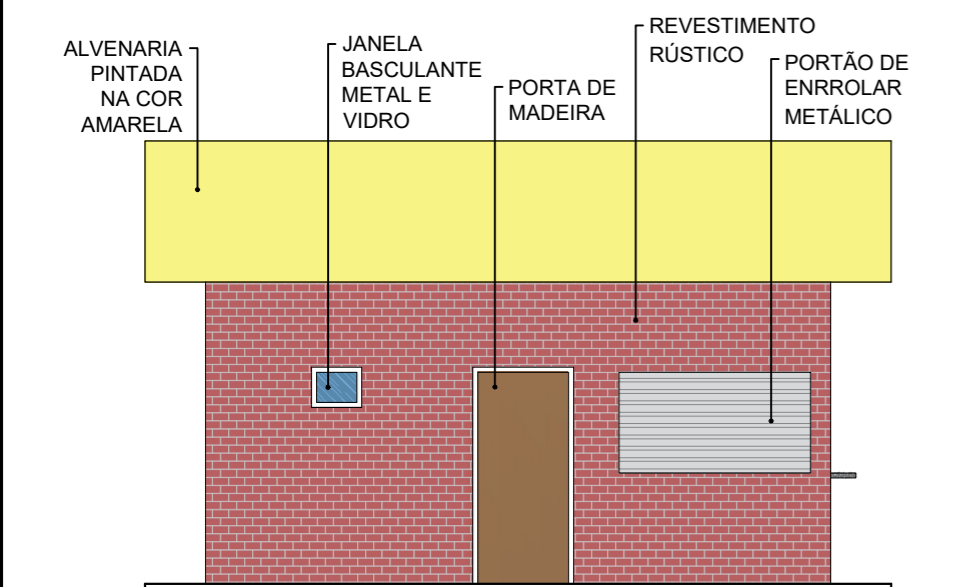 ALVENARIA
PINTADA
NA COR
AMARELA
JANELA
BASCULANTE
METAL E
VIDRO
PORTA DE
MADEIRA
REVESTIMENTO
RÚSTICO
PORTÃO DE
ENRROLAR
METÁLICO